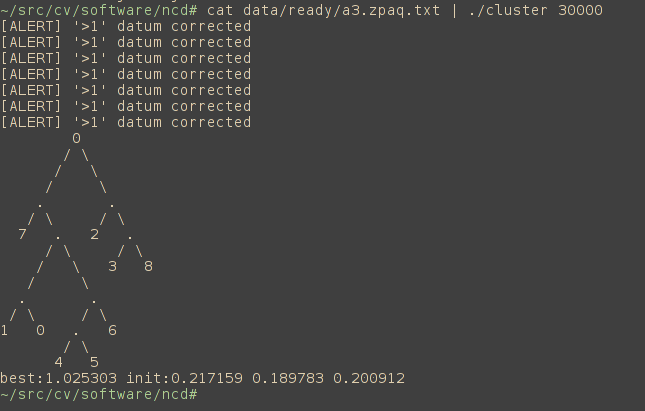 ~/src/cv/software/ncd# cat data/ready/a3.zpaq.txt | ./cluster 30000
[ALERT] '>1' datum corrected
[ALERT] '>1' datum corrected
[ALERT] '>1' datum corrected
[ALERT] '>1' datum corrected
[ALERT] '>1' datum corrected
[ALERT] '>1' datum corrected
[ALERT] '>1' datum corrected
        0
       / \
      /   \
     /     \
    .       .
   / \     / \
  7   .   2   .
     / \     / \
    /   \   3   8
   /     \
  .       .
 / \     / \
1   0   .   6
       / \
      4   5
best:1.025303 init:0.217159 0.189783 0.200912
~/src/cv/software/ncd#